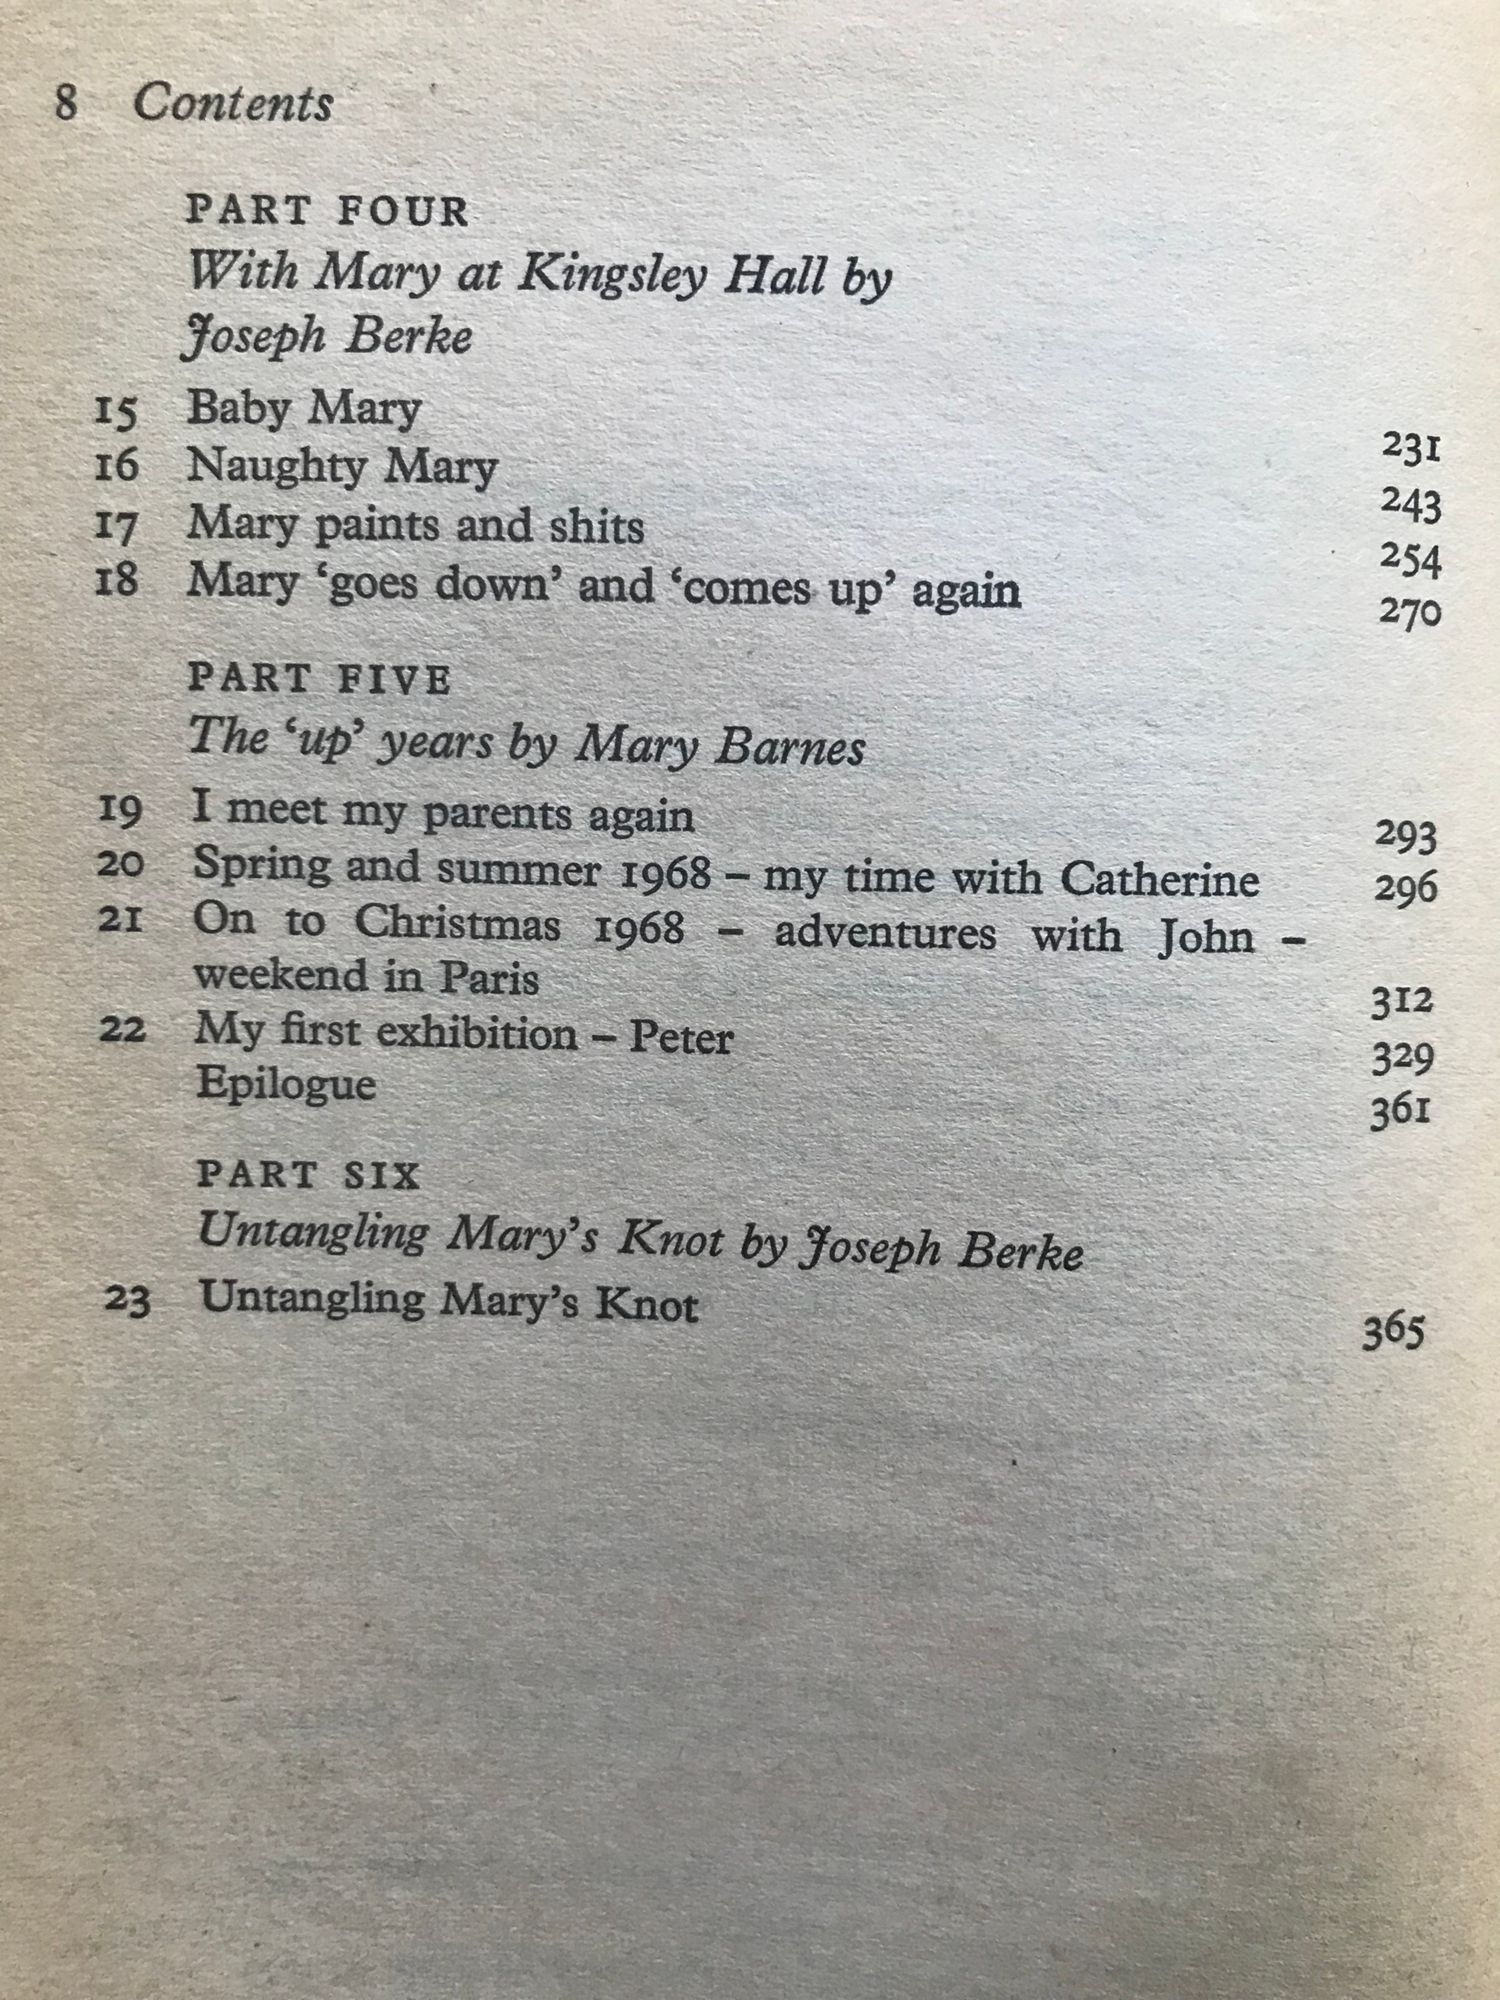 8 Contents
PART FOUR
With Mary at Kingsley Hall by
Joseph Berke
15 Baby Mary 231
16 Naughty Mary 243
17 Mary paints and shits 254
18 Mary ‘goes down’ and ‘comes up’ again 270
PART FIVE
The ‘up’ years by Mary Barnes
19 I meet my parents again 293
20 Spring and summer 1968 – my time with Catherine 296
21 On to Christmas 1968 – adventures with John –
weekend in Paris 312
22 My first exhibition – Peter 329
Epilogue 361
PART SIX
Untangling Mary’s Knot by Joseph Berke
23 Untangling Mary’s Knot 365